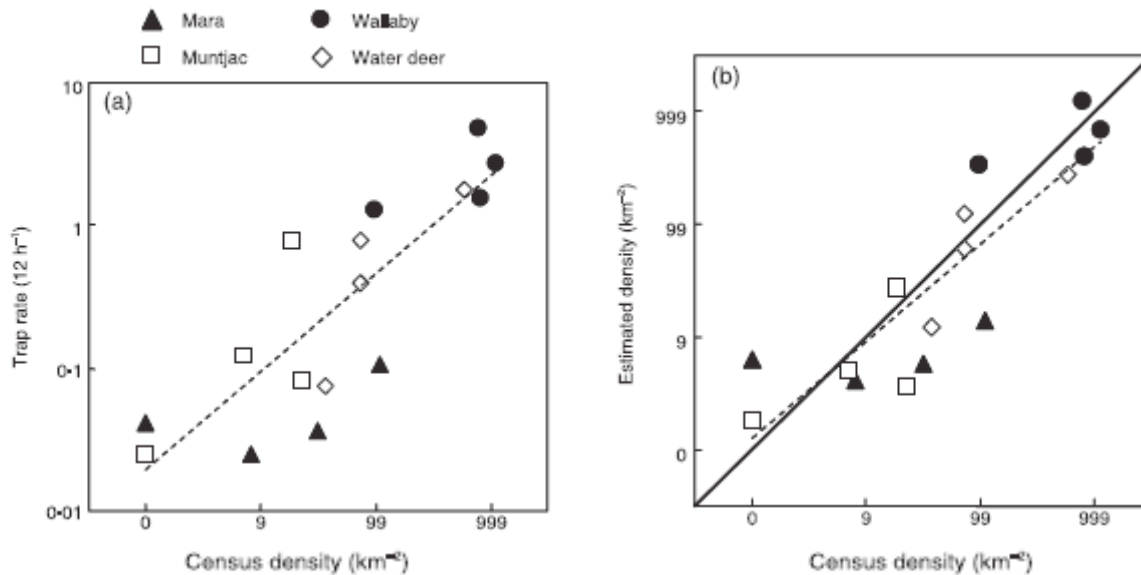 Mara
Wallaby
Muntjac
Water deer
(a)
10
1
0·1
0·01
Trap rate (12 h⁻¹)
0 9 99 999
Census density (km⁻²)
(b)
999
99
9
0
Estimated density (km⁻²)
0 9 99 999
Census density (km⁻²)